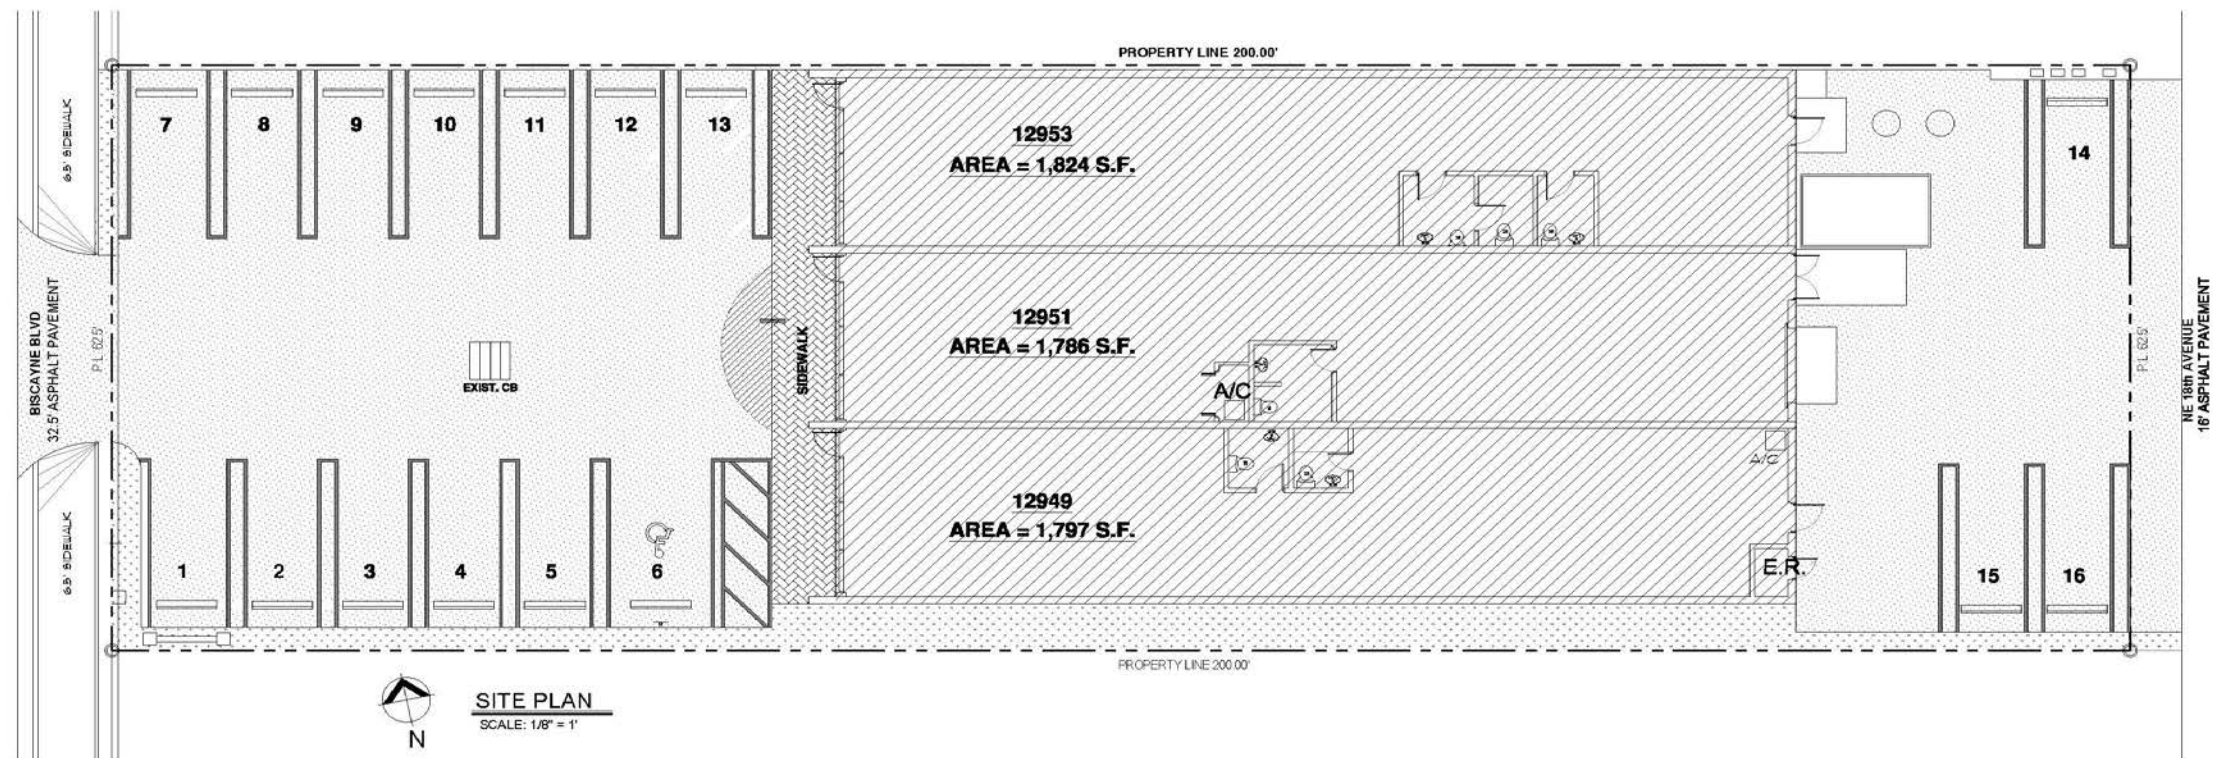 PROPERTY LINE 200.00'
6.5' SIDEWALK
7 8 9 10 11 12 13
12953
AREA = 1,824 S.F.
14
BISCAYNE BLVD
32.5' ASPHALT PAVEMENT
P.L. 62.5'
EXIST. CB
SIDEWALK
12951
AREA = 1,786 S.F.
A/C
P.L. 62.5'
NE 18th AVENUE
16' ASPHALT PAVEMENT
A/C
12949
AREA = 1,797 S.F.
E.R.
6.5' SIDEWALK
1 2 3 4 5 6
15 16
PROPERTY LINE 200.00'
SITE PLAN
SCALE: 1/8" = 1'
N